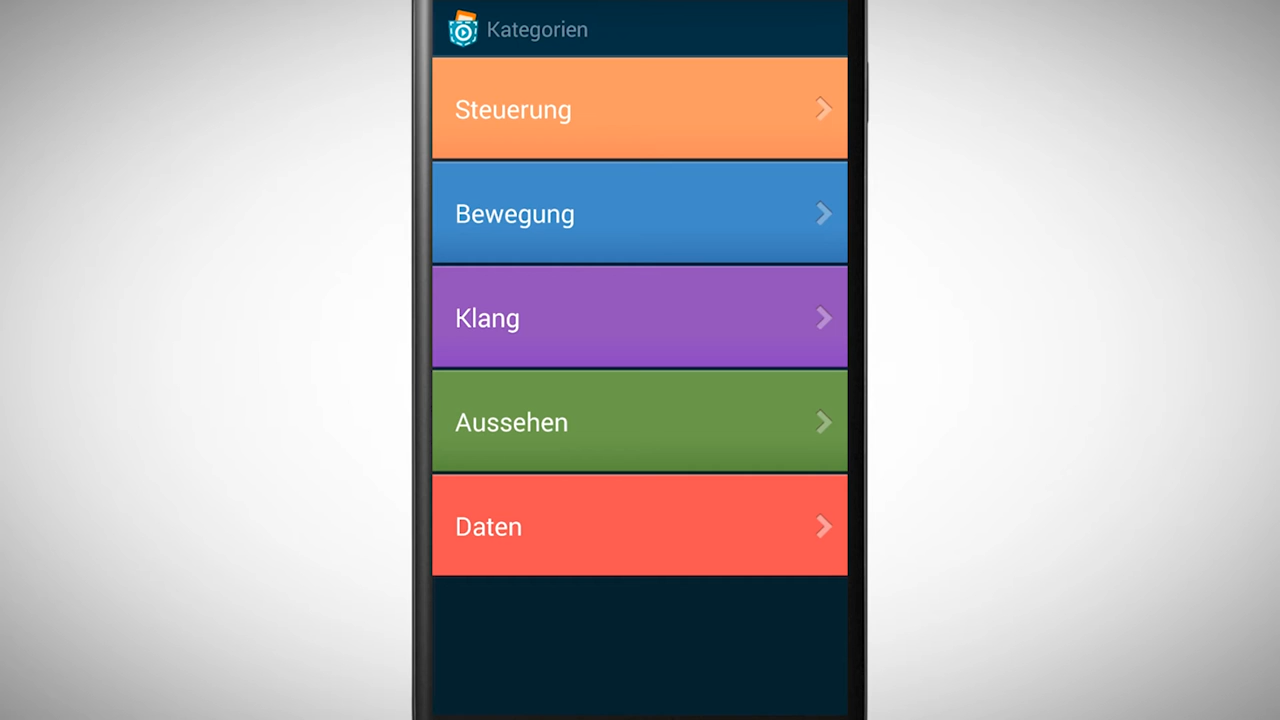 Kategorien
Steuerung
Bewegung
Klang
Aussehen
Daten